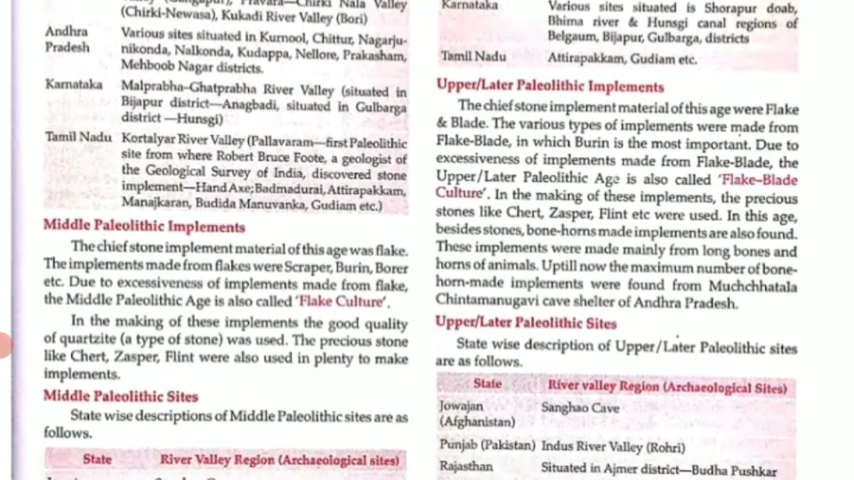 Pravara—Chirki Nala Valley
(Chirki-Newasa), Kukadi River Valley (Bori)
Andhra Pradesh
Various sites situated in Kurnool, Chittur, Nagarju-
nikonda, Nalkonda, Kudappa, Nellore, Prakasham,
Mehboob Nagar districts.
Karnataka
Malprabha-Ghatprabha River Valley (situated in
Bijapur district—Anagbadi, situated in Gulbarga
district —Hunsgi)
Tamil Nadu
Kortalyar River Valley (Pallavaram—first Paleolithic
site from where Robert Bruce Foote, a geologist of
the Geological Survey of India, discovered stone
implement—Hand Axe; Badmadurai, Attirapakkam,
Manajkaran, Budida Manuvanka, Gudiam etc.)
Middle Paleolithic Implements
The chief stone implement material of this age was flake.
The implements made from flakes were Scraper, Burin, Borer
etc. Due to excessiveness of implements made from flake,
the Middle Paleolithic Age is also called 'Flake Culture'.
In the making of these implements the good quality
of quartzite (a type of stone) was used. The precious stone
like Chert, Zasper, Flint were also used in plenty to make
implements.
Middle Paleolithic Sites
State wise descriptions of Middle Paleolithic sites are as
follows.
State River Valley Region (Archaeological sites)
Karnataka
Various sites situated is Shorapur doab,
Bhima river & Hunsgi canal regions of
Belgaum, Bijapur, Gulbarga, districts
Tamil Nadu Attirapakkam, Gudiam etc.
Upper/Later Paleolithic Implements
The chief stone implement material of this age were Flake
& Blade. The various types of implements were made from
Flake-Blade, in which Burin is the most important. Due to
excessiveness of implements made from Flake-Blade, the
Upper/Later Paleolithic Age is also called 'Flake–Blade
Culture'. In the making of these implements, the precious
stones like Chert, Zasper, Flint etc were used. In this age,
besides stones, bone-horns made implements are also found.
These implements were made mainly from long bones and
horns of animals. Uptill now the maximum number of bone-
horn-made implements were found from Muchchhatala
Chintamanugavi cave shelter of Andhra Pradesh.
Upper/Later Paleolithic Sites
State wise description of Upper/Later Paleolithic sites
are as follows.
State River valley Region (Archaeological Sites)
Jowajan Sanghao Cave
(Afghanistan)
Punjab (Pakistan) Indus River Valley (Rohri)
Rajasthan Situated in Ajmer district—Budha Pushkar